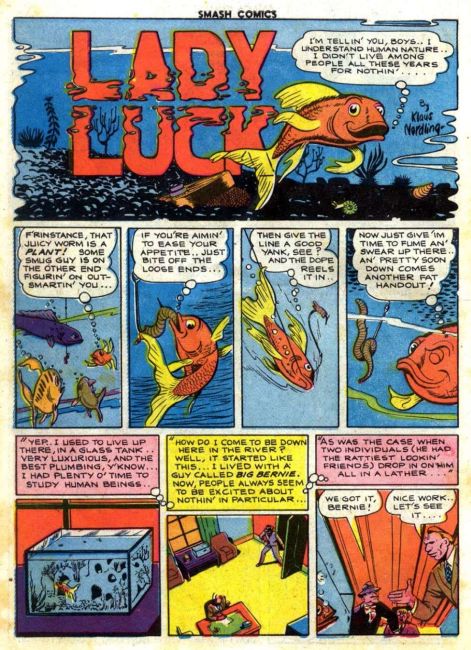 SMASH COMICS
LADY
LUCK
I'M TELLIN' YOU, BOYS.. I
UNDERSTAND HUMAN NATURE..
I DIDN'T LIVE AMONG
PEOPLE ALL THESE YEARS
FOR NOTHIN'.....
By
Klaus
Nordling-
F'RINSTANCE, THAT
JUICY WORM IS A
PLANT! SOME
SMUG GUY IS ON
THE OTHER END
FIGURIN' ON OUT-
SMARTIN' YOU...
IF YOU'RE AIMIN'
TO EASE YOUR
APPETITE.. JUST
BITE OFF THE
LOOSE ENDS...
THEN GIVE THE
LINE A GOOD
YANK, SEE?
AN' THE DOPE
REELS
IT IN...
NOW JUST GIVE 'IM
TIME TO FUME AN'
SWEAR UP THERE..
AN' PRETTY SOON
DOWN COMES
ANOTHER FAT
HANDOUT!
"YEP.. I USED TO LIVE UP
THERE, IN A GLASS TANK..
VERY LUXURIOUS, AND THE
BEST PLUMBING, Y'KNOW...
I HAD PLENTY O' TIME TO
STUDY HUMAN BEINGS..."
"HOW DO I COME TO BE DOWN
HERE IN THE RIVER?
WELL, IT STARTED LIKE
THIS... I LIVED WITH A
GUY CALLED BIG BERNIE.
NOW, PEOPLE ALWAYS SEEM
TO BE EXCITED ABOUT
NOTHIN' IN PARTICULAR..."
"AS WAS THE CASE, WHEN
TWO INDIVIDUALS (HE HAD
THE RATTIEST LOOKIN'
FRIENDS) DROP IN ON HIM
ALL IN A LATHER...."
WE GOT IT,
BERNIE!
NICE WORK..
LET'S SEE
IT....